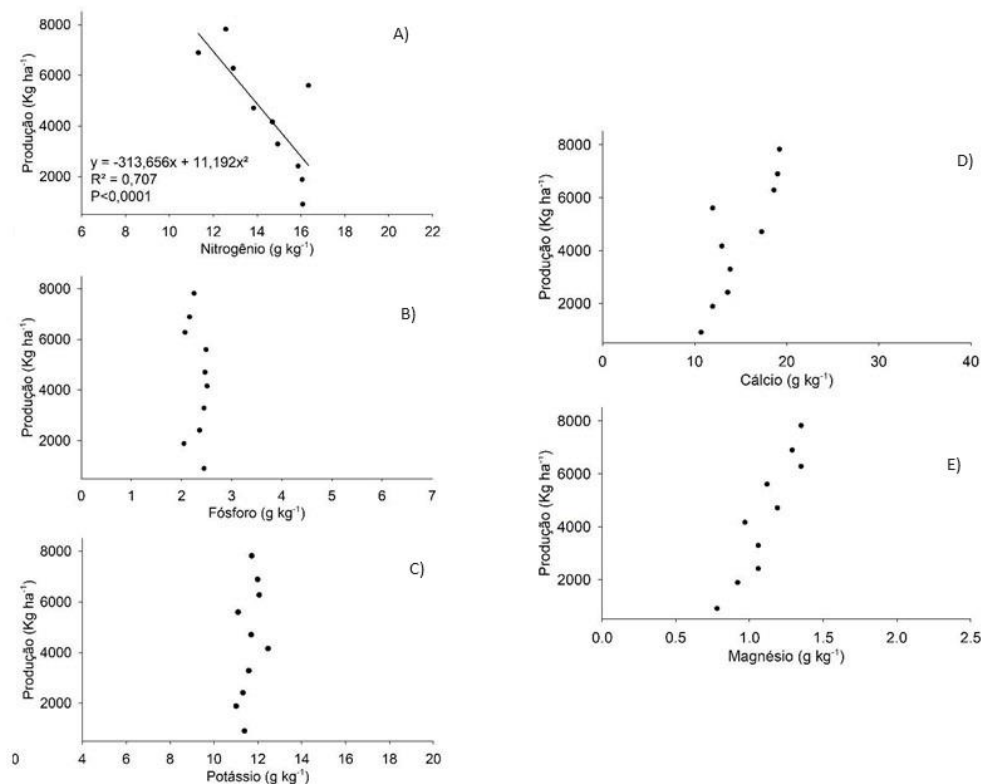 A)
Produção (Kg ha⁻¹)
8000
6000
4000
2000
y = -313,656x + 11,192x²
R² = 0,707
P<0,0001
6 8 10 12 14 16 18 20 22
Nitrogênio (g kg⁻¹)
B)
Produção (Kg ha⁻¹)
8000
6000
4000
2000
0 1 2 3 4 5 6 7
Fósforo (g kg⁻¹)
C)
Produção (Kg ha⁻¹)
8000
6000
4000
2000
0 4 6 8 10 12 14 16 18 20
Potássio (g kg⁻¹)
D)
Produção (Kg ha⁻¹)
8000
6000
4000
2000
0 10 20 30 40
Cálcio (g kg⁻¹)
E)
Produção (Kg ha⁻¹)
8000
6000
4000
2000
0.0 0.5 1.0 1.5 2.0 2.5
Magnésio (g kg⁻¹)